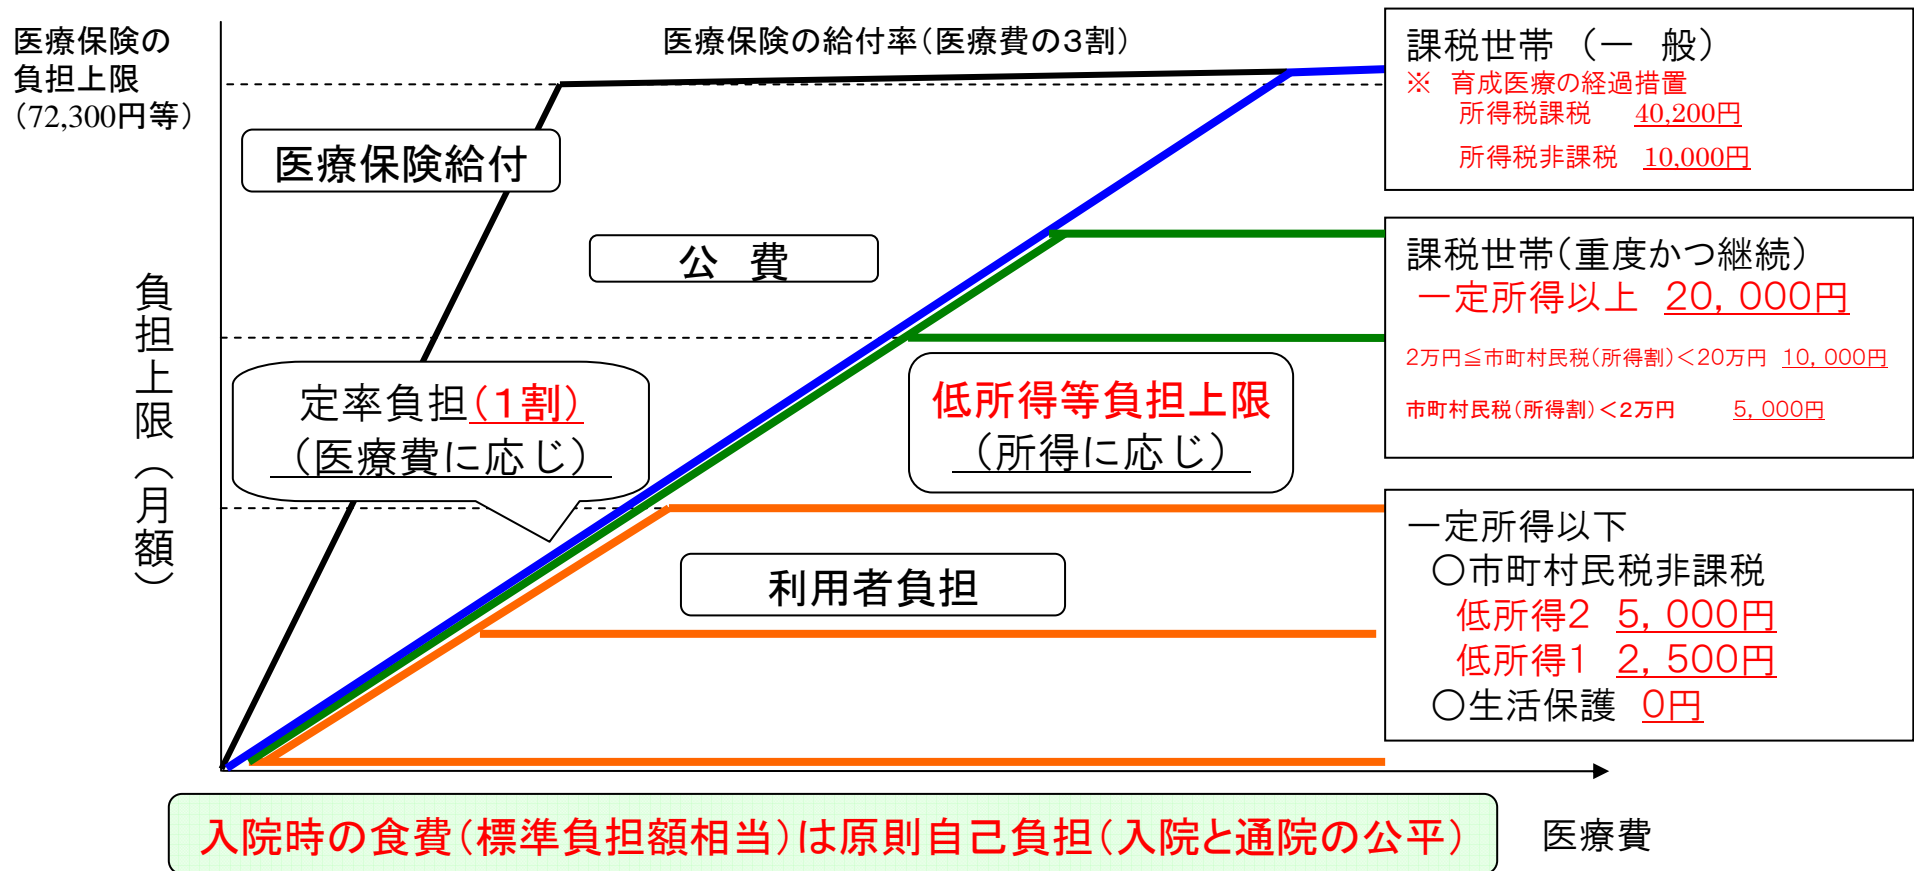 医療保険の
負担上限
（72,300円等）
医療保険の給付率（医療費の３割）
医療保険給付
公　費
負担上限（月額）
定率負担（１割）
（医療費に応じ）
低所得等負担上限
（所得に応じ）
利用者負担
課税世帯　（一　般）
※　育成医療の経過措置
所得税課税　40,200円
所得税非課税　10,000円
課税世帯（重度かつ継続）
一定所得以上　２０，０００円
2万円≦市町村民税（所得割）＜20万円　１０，０００円
市町村民税（所得割）＜2万円　５，０００円
一定所得以下
○市町村民税非課税
低所得２　５，０００円
低所得１　２，５００円
○生活保護　０円
入院時の食費（標準負担額相当）は原則自己負担（入院と通院の公平）
医療費